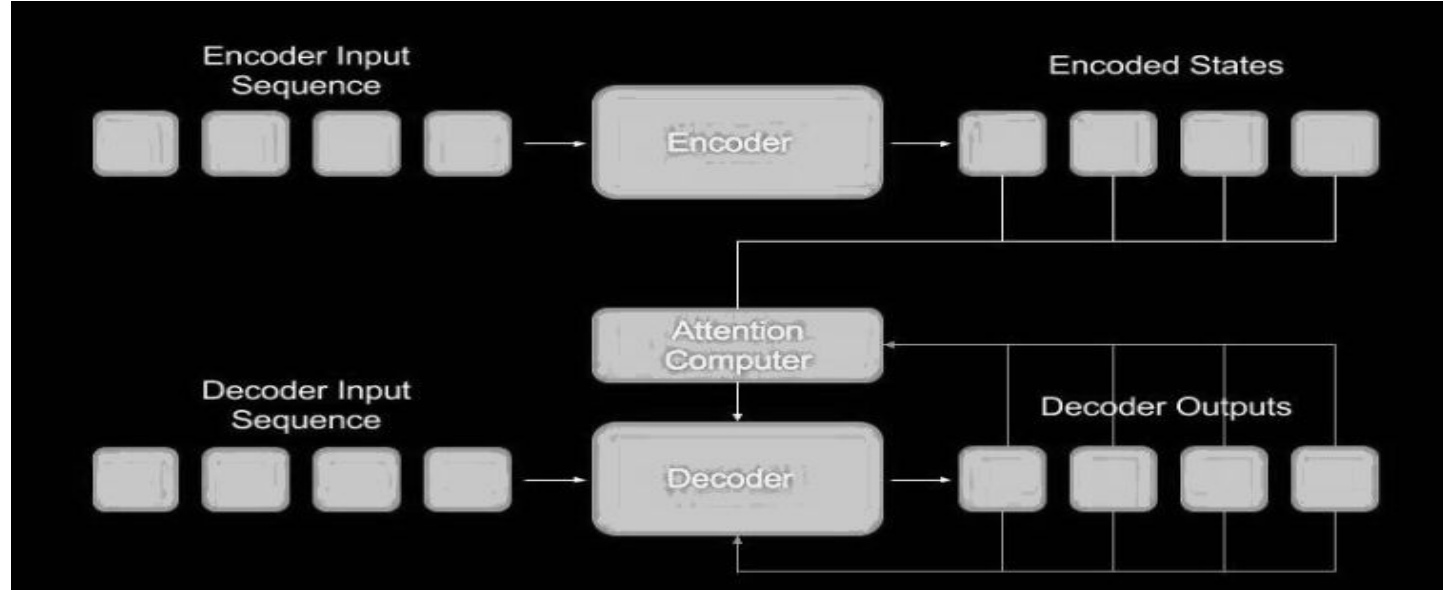 Encoder Input
Sequence
Encoder
Encoded States
Attention
Computer
Decoder Input
Sequence
Decoder
Decoder Outputs